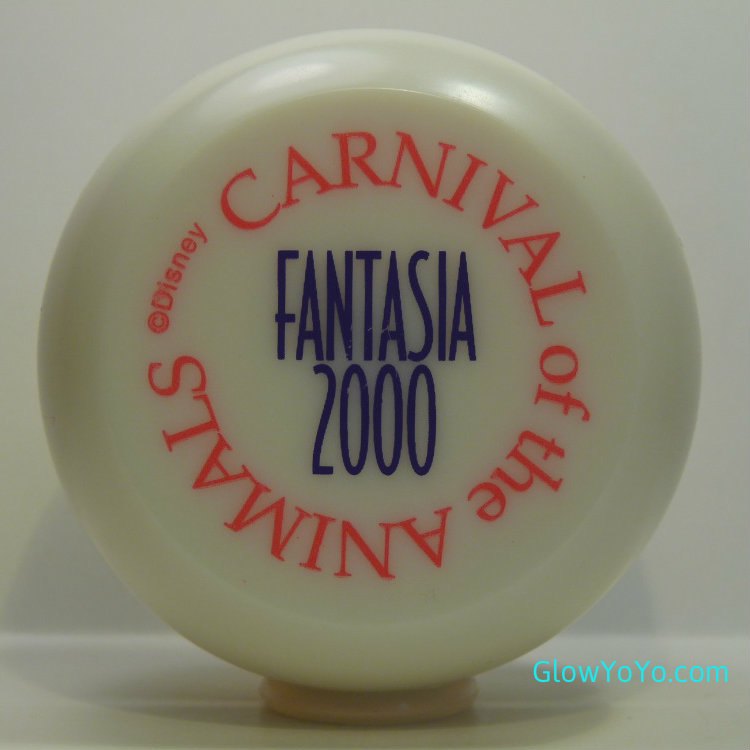 ©Disney
CARNIVAL of the ANIMALS
FANTASIA
2000
GlowYoYo.com